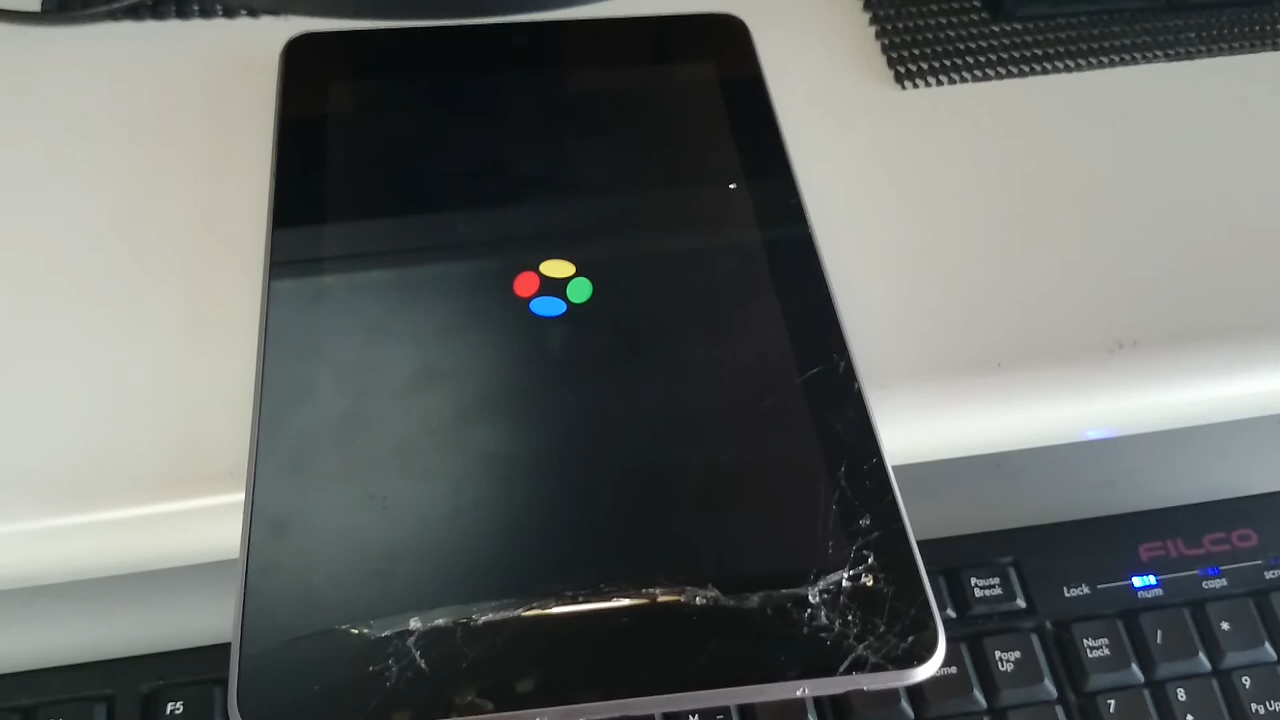 FILCO
Lock
num
caps
Pause
Break
Num
Lock
/
*
Page
Up
F5
7
8
9
Pg Up